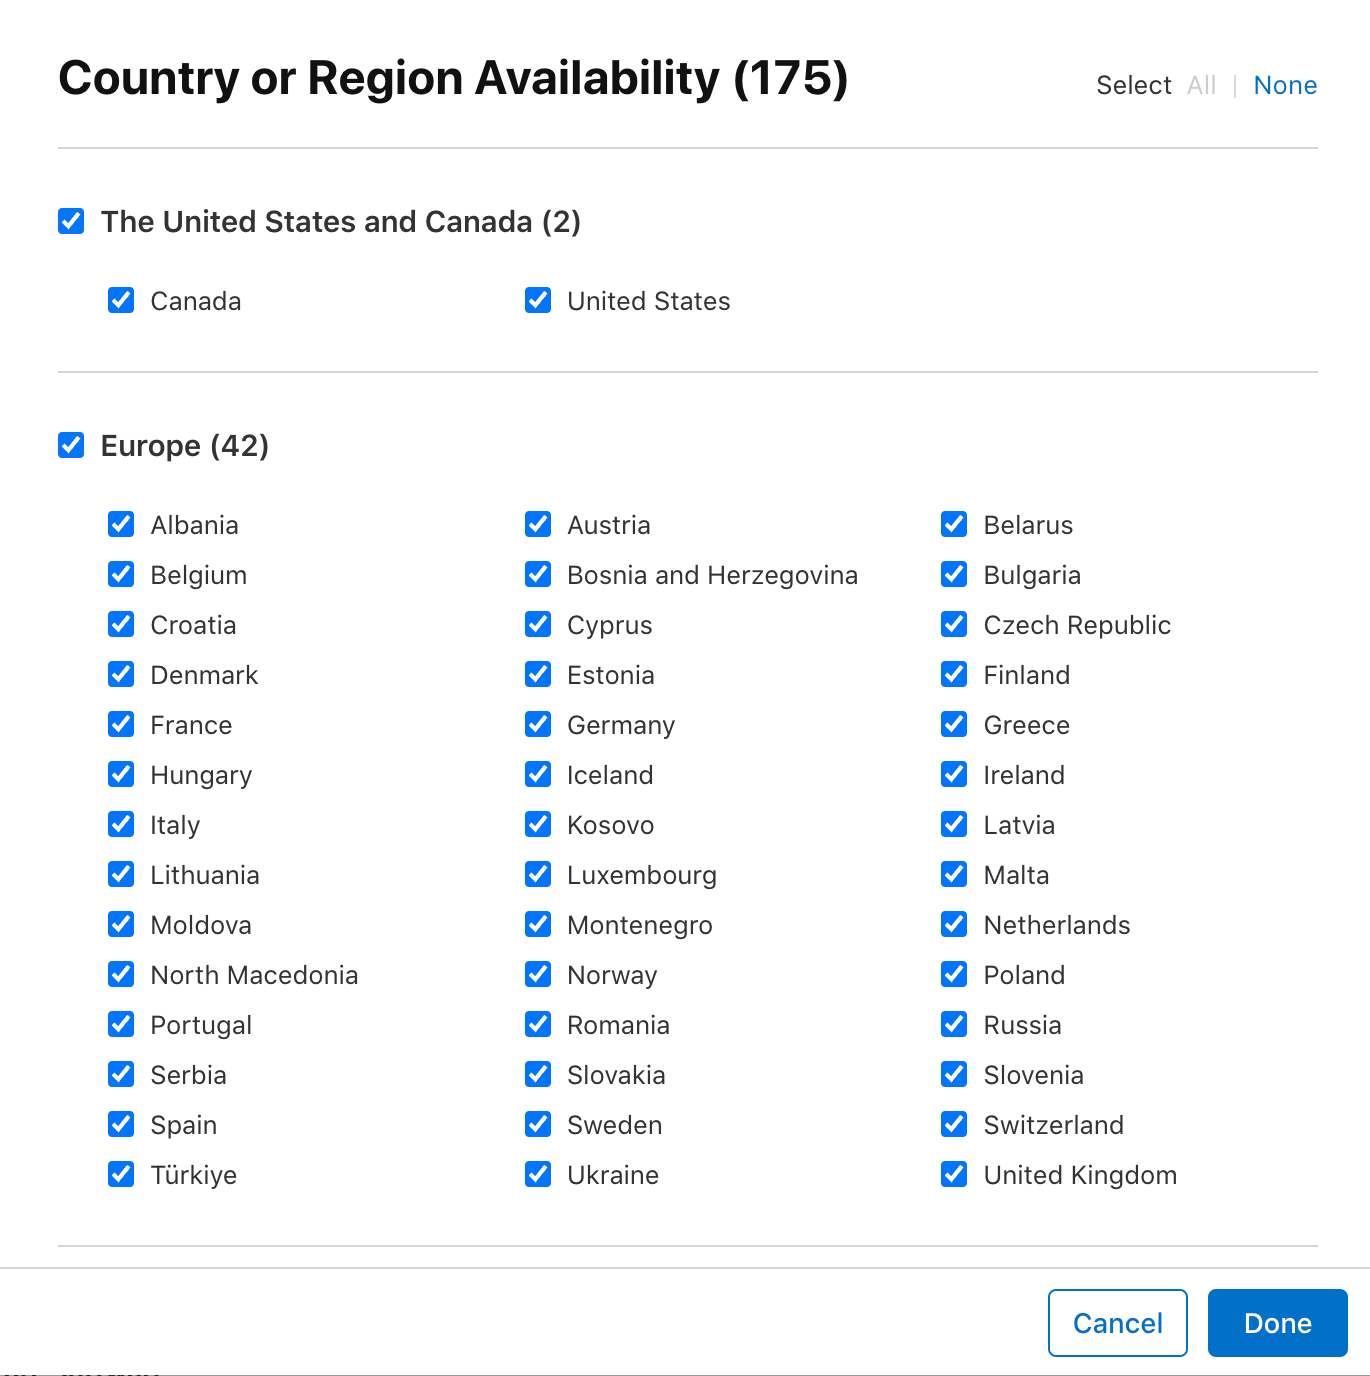 Country or Region Availability (175)
Select All | None
The United States and Canada (2)
Canada United States
Europe (42)
Albania Austria Belarus
Belgium Bosnia and Herzegovina Bulgaria
Croatia Cyprus Czech Republic
Denmark Estonia Finland
France Germany Greece
Hungary Iceland Ireland
Italy Kosovo Latvia
Lithuania Luxembourg Malta
Moldova Montenegro Netherlands
North Macedonia Norway Poland
Portugal Romania Russia
Serbia Slovakia Slovenia
Spain Sweden Switzerland
Türkiye Ukraine United Kingdom
Cancel Done